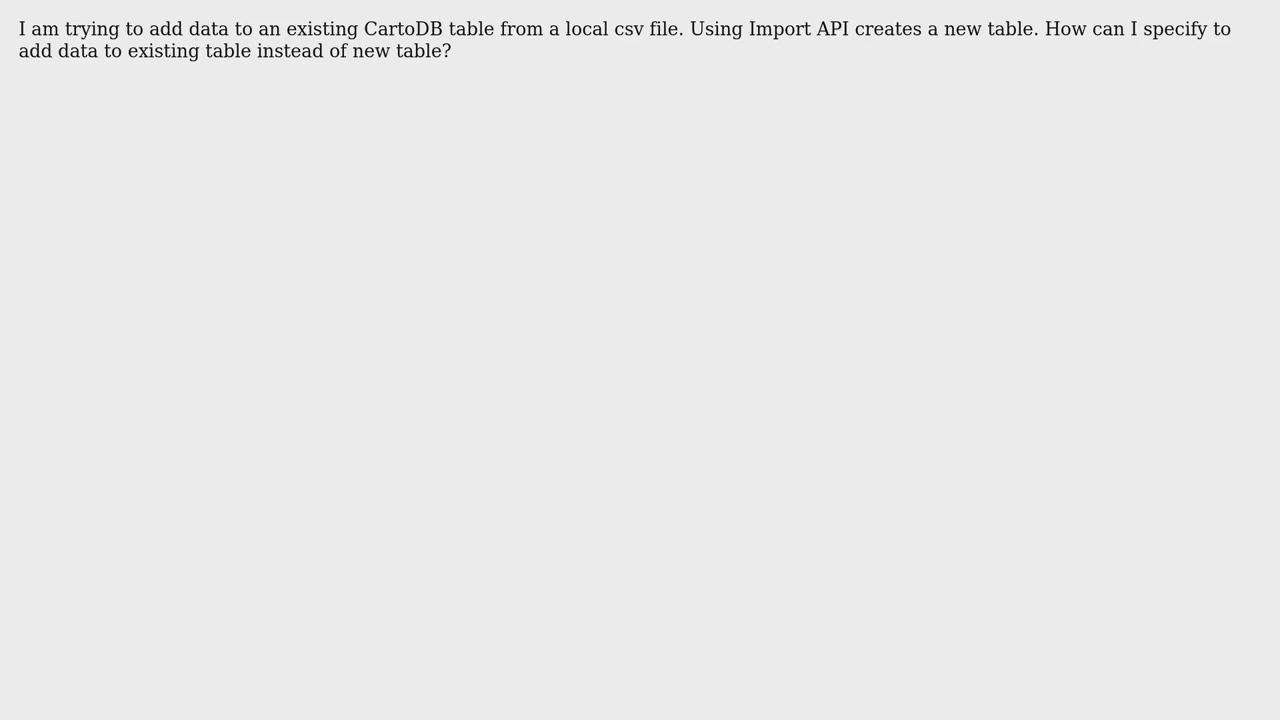 I am trying to add data to an existing CartoDB table from a local csv file. Using Import API creates a new table. How can I specify to
add data to existing table instead of new table?